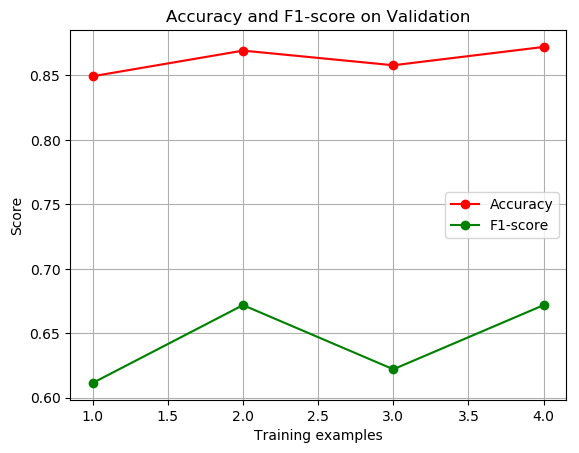 Accuracy and F1-score on Validation
0.85
0.80
0.75
0.70
0.65
0.60
Score
Accuracy
F1-score
1.0 1.5 2.0 2.5 3.0 3.5 4.0
Training examples